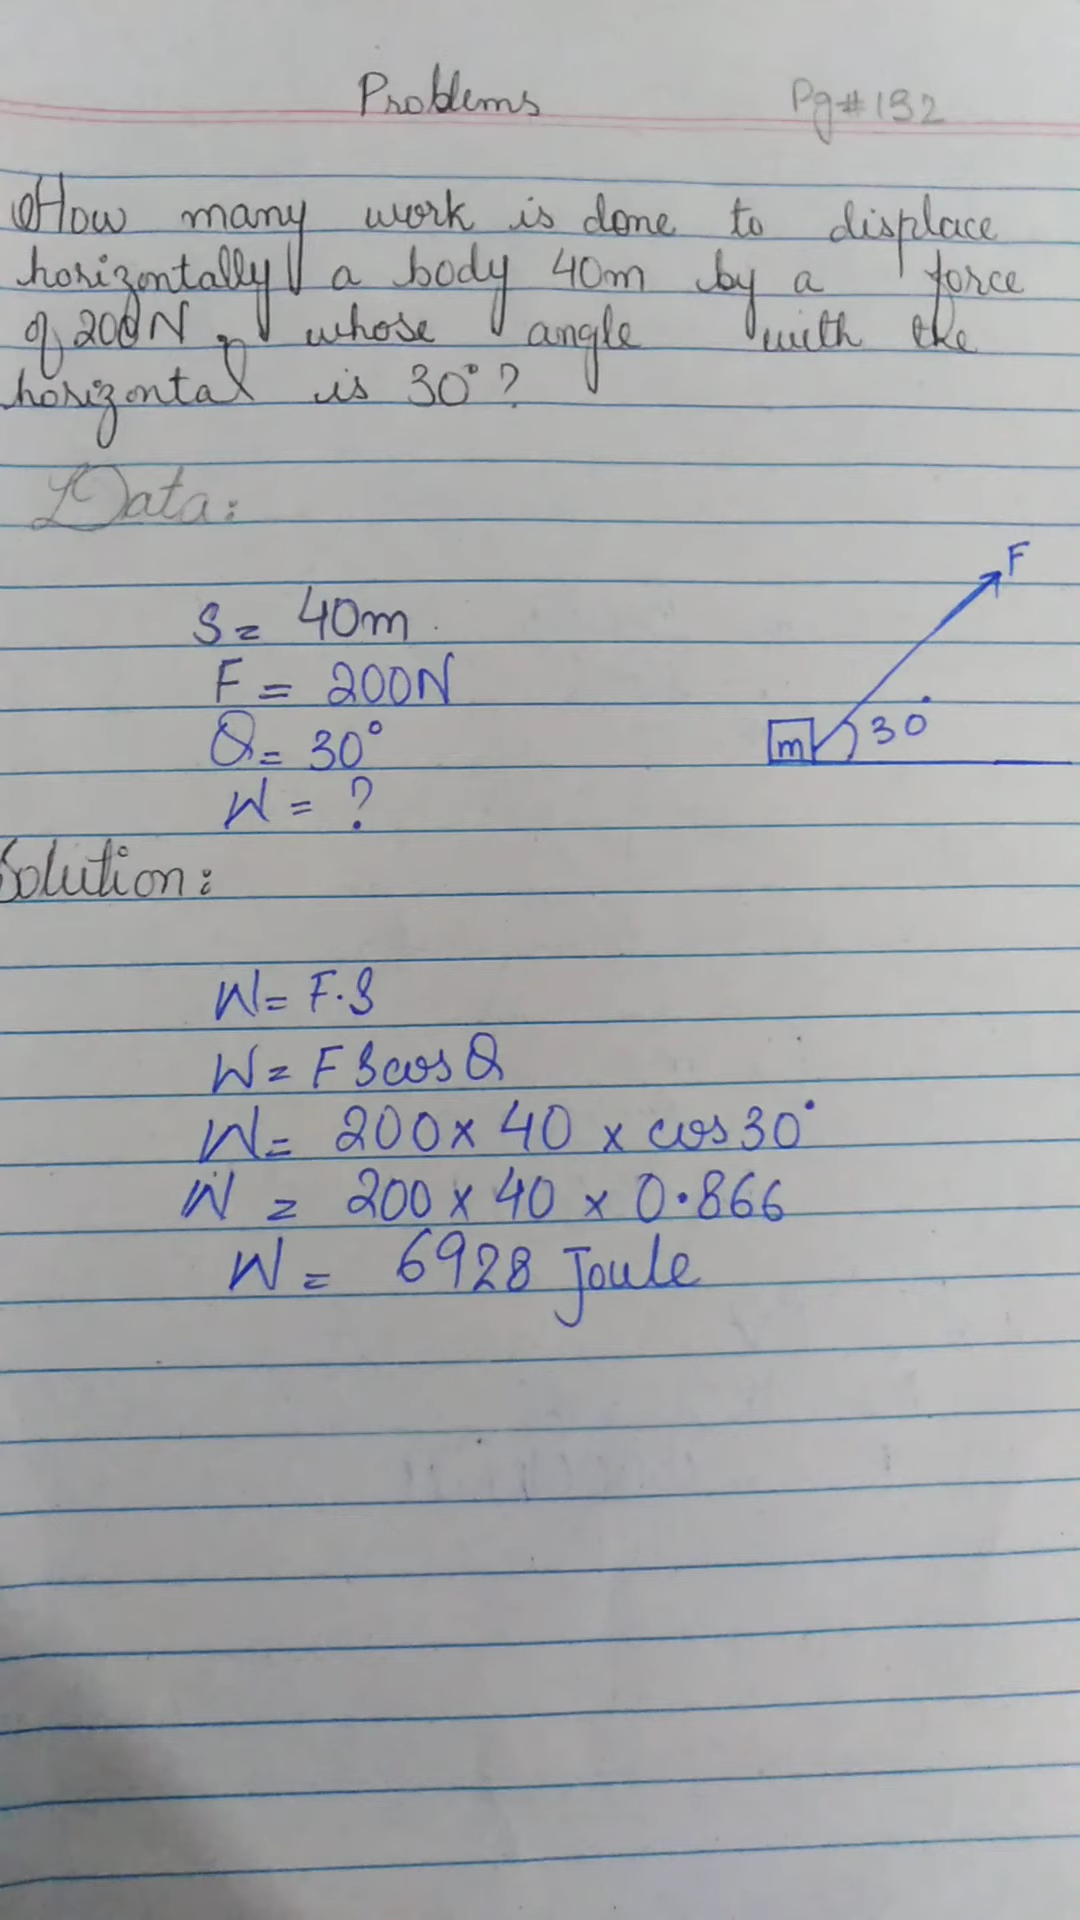 Problems Pg#132
How many work is done to displace
horizontally a body 40m by a force
of 200N, whose angle with the
horizontal is 30°?
Data:
F
S = 40m
F = 200N
θ = 30°
m 30°
W = ?
Solution:
W = F.S
W = FScosθ
W = 200 x 40 x cos30°
W = 200 x 40 x 0.866
W = 6928 Joule